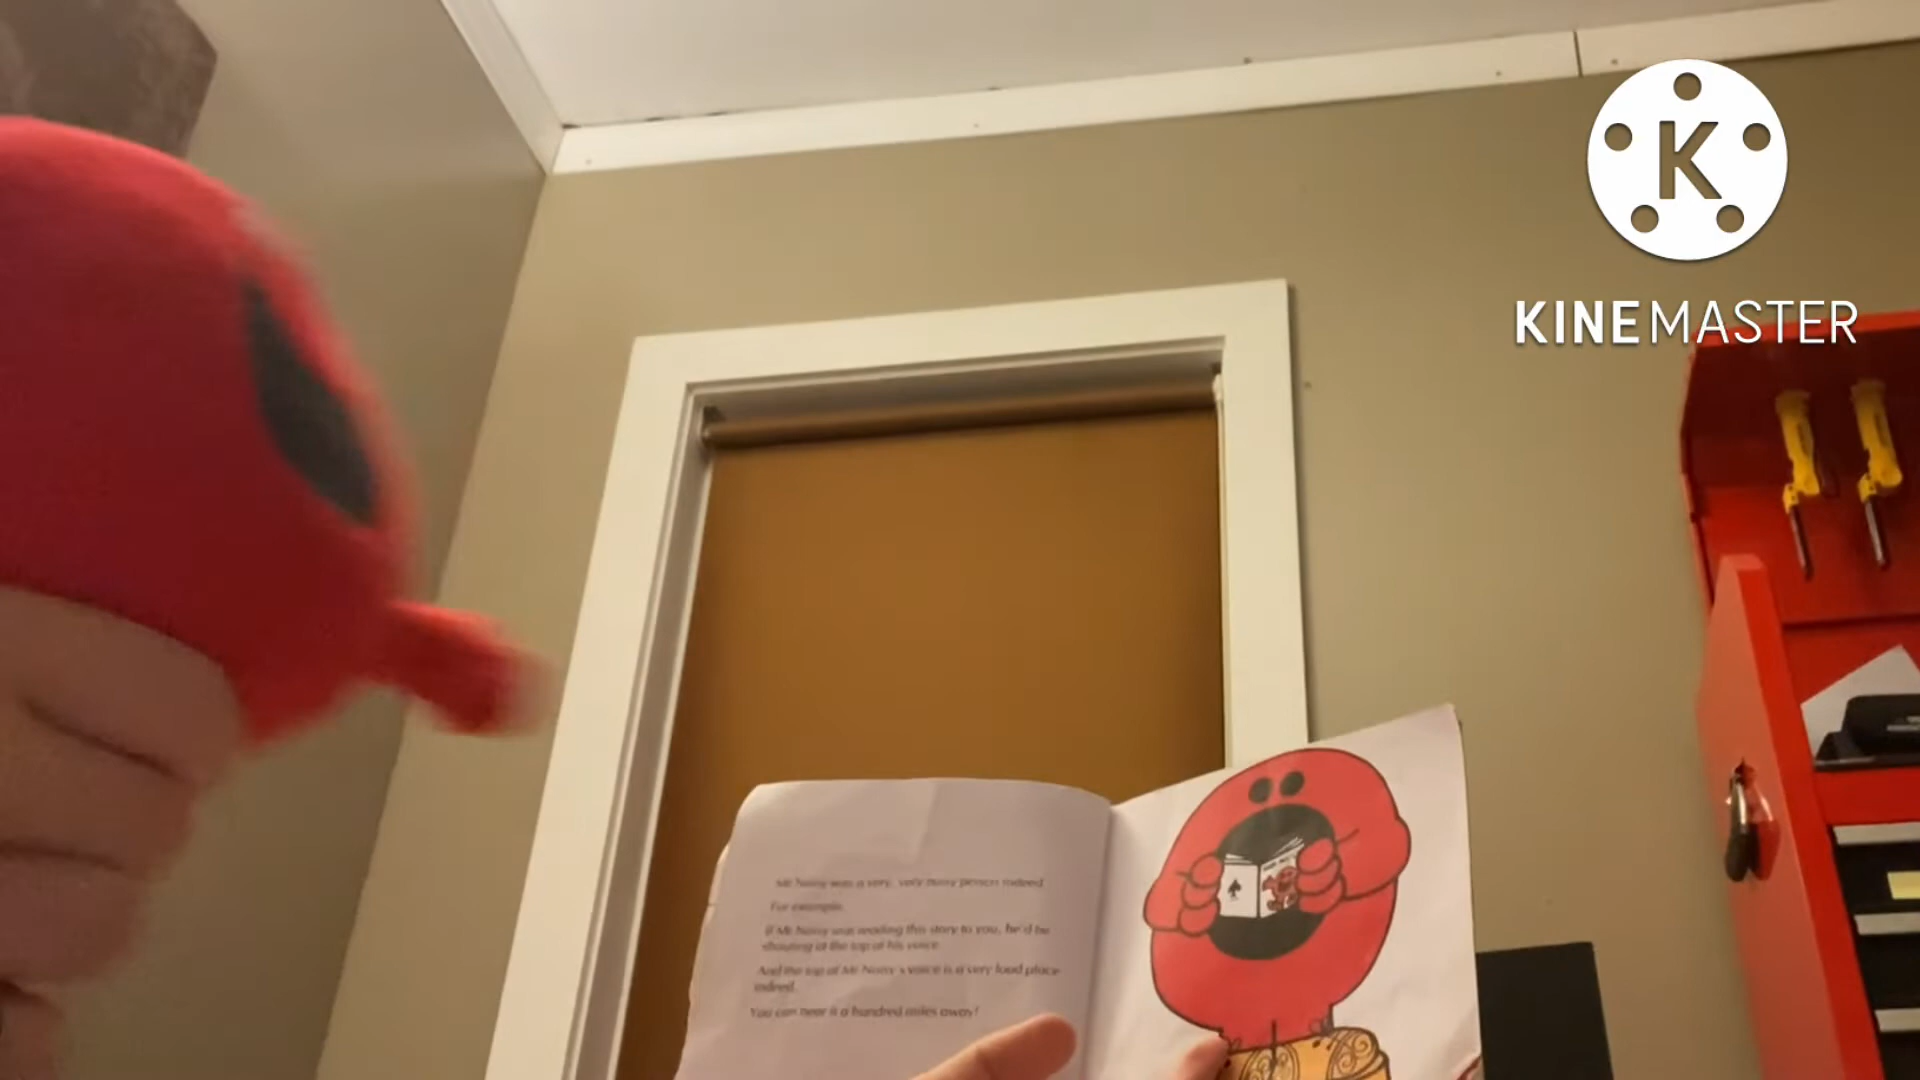 K
KINEMASTER
Mr. Noisy was a very, very noisy person indeed.
For example.
If Mr. Noisy was reading this story to you, he'd be
shouting at the top of his voice.
And the top of Mr. Noisy's voice is a very loud place
indeed.
You can hear it a hundred miles away!